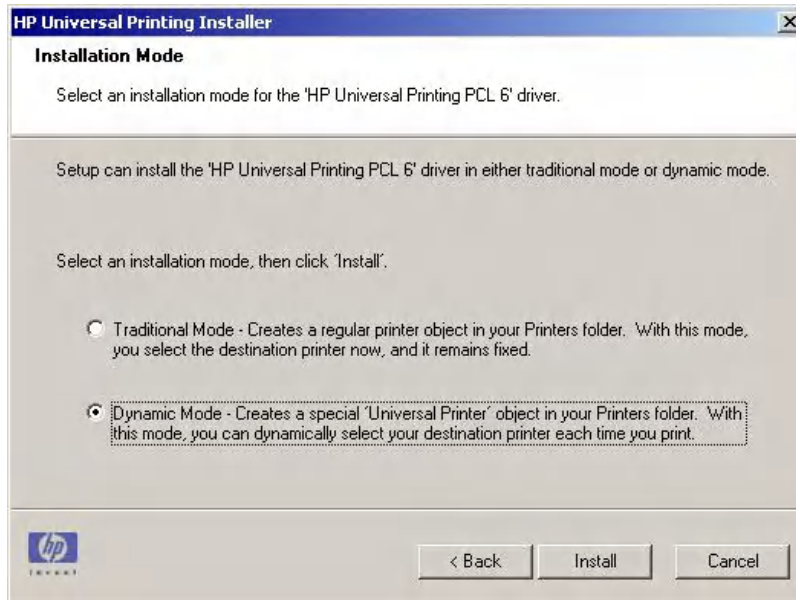 HP Universal Printing Installer
Installation Mode
Select an installation mode for the 'HP Universal Printing PCL 6' driver.
Setup can install the 'HP Universal Printing PCL 6' driver in either traditional mode or dynamic mode.
Select an installation mode, then click ´Install´.
Traditional Mode - Creates a regular printer object in your Printers folder. With this mode,
you select the destination printer now, and it remains fixed.
Dynamic Mode - Creates a special ´Universal Printer´ object in your Printers folder. With
this mode, you can dynamically select your destination printer each time you print.
hp
invent
< Back
Install
Cancel